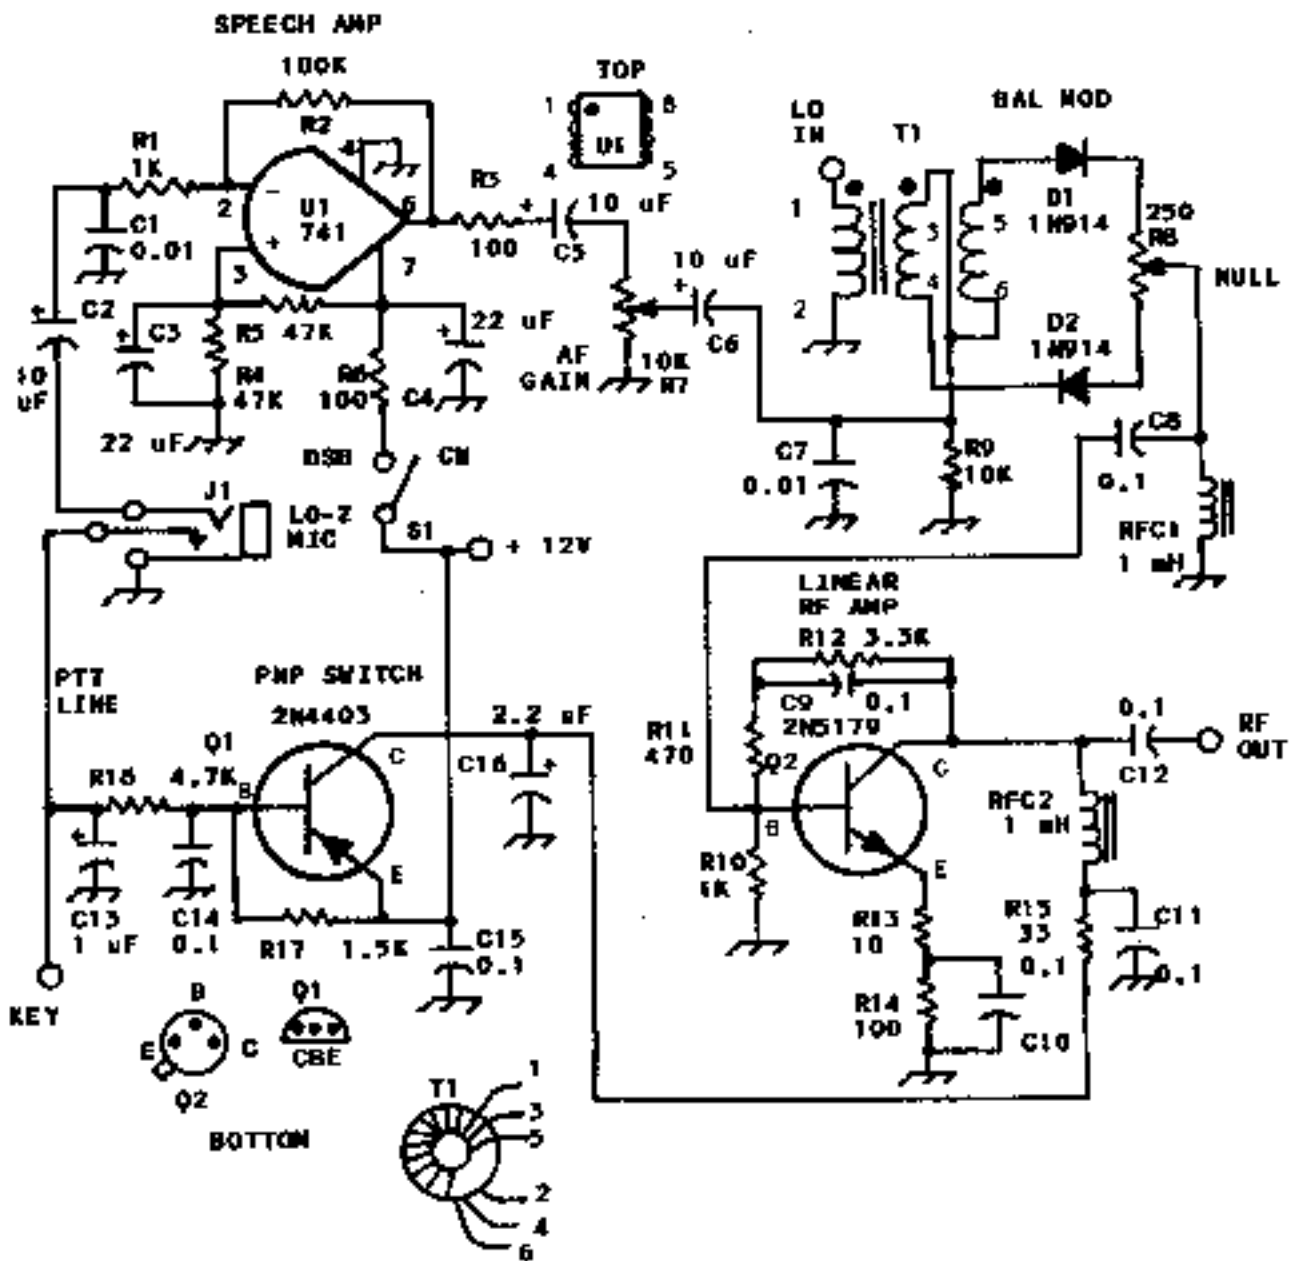 SPEECH AMP
100K
R2
R1
1K
2
3
4
6
7
-
+
U1
741
C1
0.01
R3
100
+
10 uF
C5
TOP
1
8
4
5
U1
+
C2
uF
+
C3
22 uF
R5
47K
R4
47K
R6
100
22 uF
+
C4
AF
GAIN
10K
R7
10 uF
+
C6
LO
IN
T1
BAL MOD
1
2
3
4
5
6
D1
1N914
D2
1N914
250
R8
NULL
C7
0.01
R9
10K
C8
0.1
RFC1
1 mH
DSB
CW
S1
+ 12V
J1
LO-Z
MIC
PTT
LINE
PNP SWITCH
2N4403
Q1
R16
4.7K
B
C
E
2.2 uF
C16
+
+
C13
1 uF
C14
0.1
R17
1.5K
C15
0.1
KEY
LINEAR
RF AMP
R12 3.3K
C9
0.1
2N5179
R11
470
Q2
B
C
E
R10
1K
R13
10
R14
100
C10
0.1
R15
33
RFC2
1 mH
C11
0.1
0.1
C12
RF
OUT
B
E
C
Q2
Q1
CBE
BOTTOM
T1
1
3
5
2
4
6